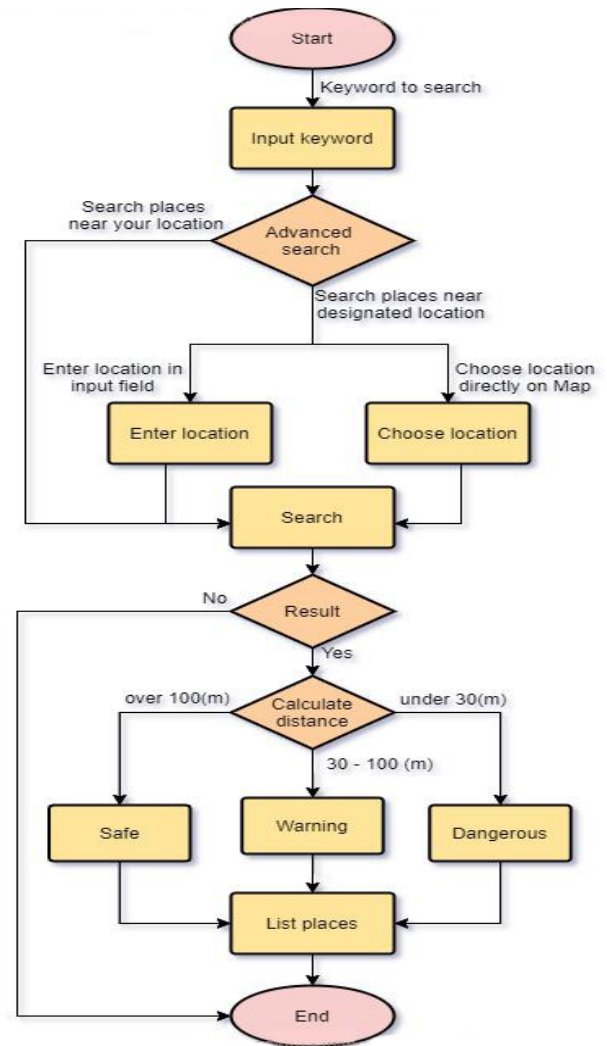 Start
Keyword to search
Input keyword
Search places
near your location
Advanced
search
Search places near
designated location
Enter location in
input field
Choose location
directly on Map
Enter location
Choose location
Search
No
Result
Yes
over 100(m)
Calculate
distance
under 30(m)
30 - 100 (m)
Safe
Warning
Dangerous
List places
End